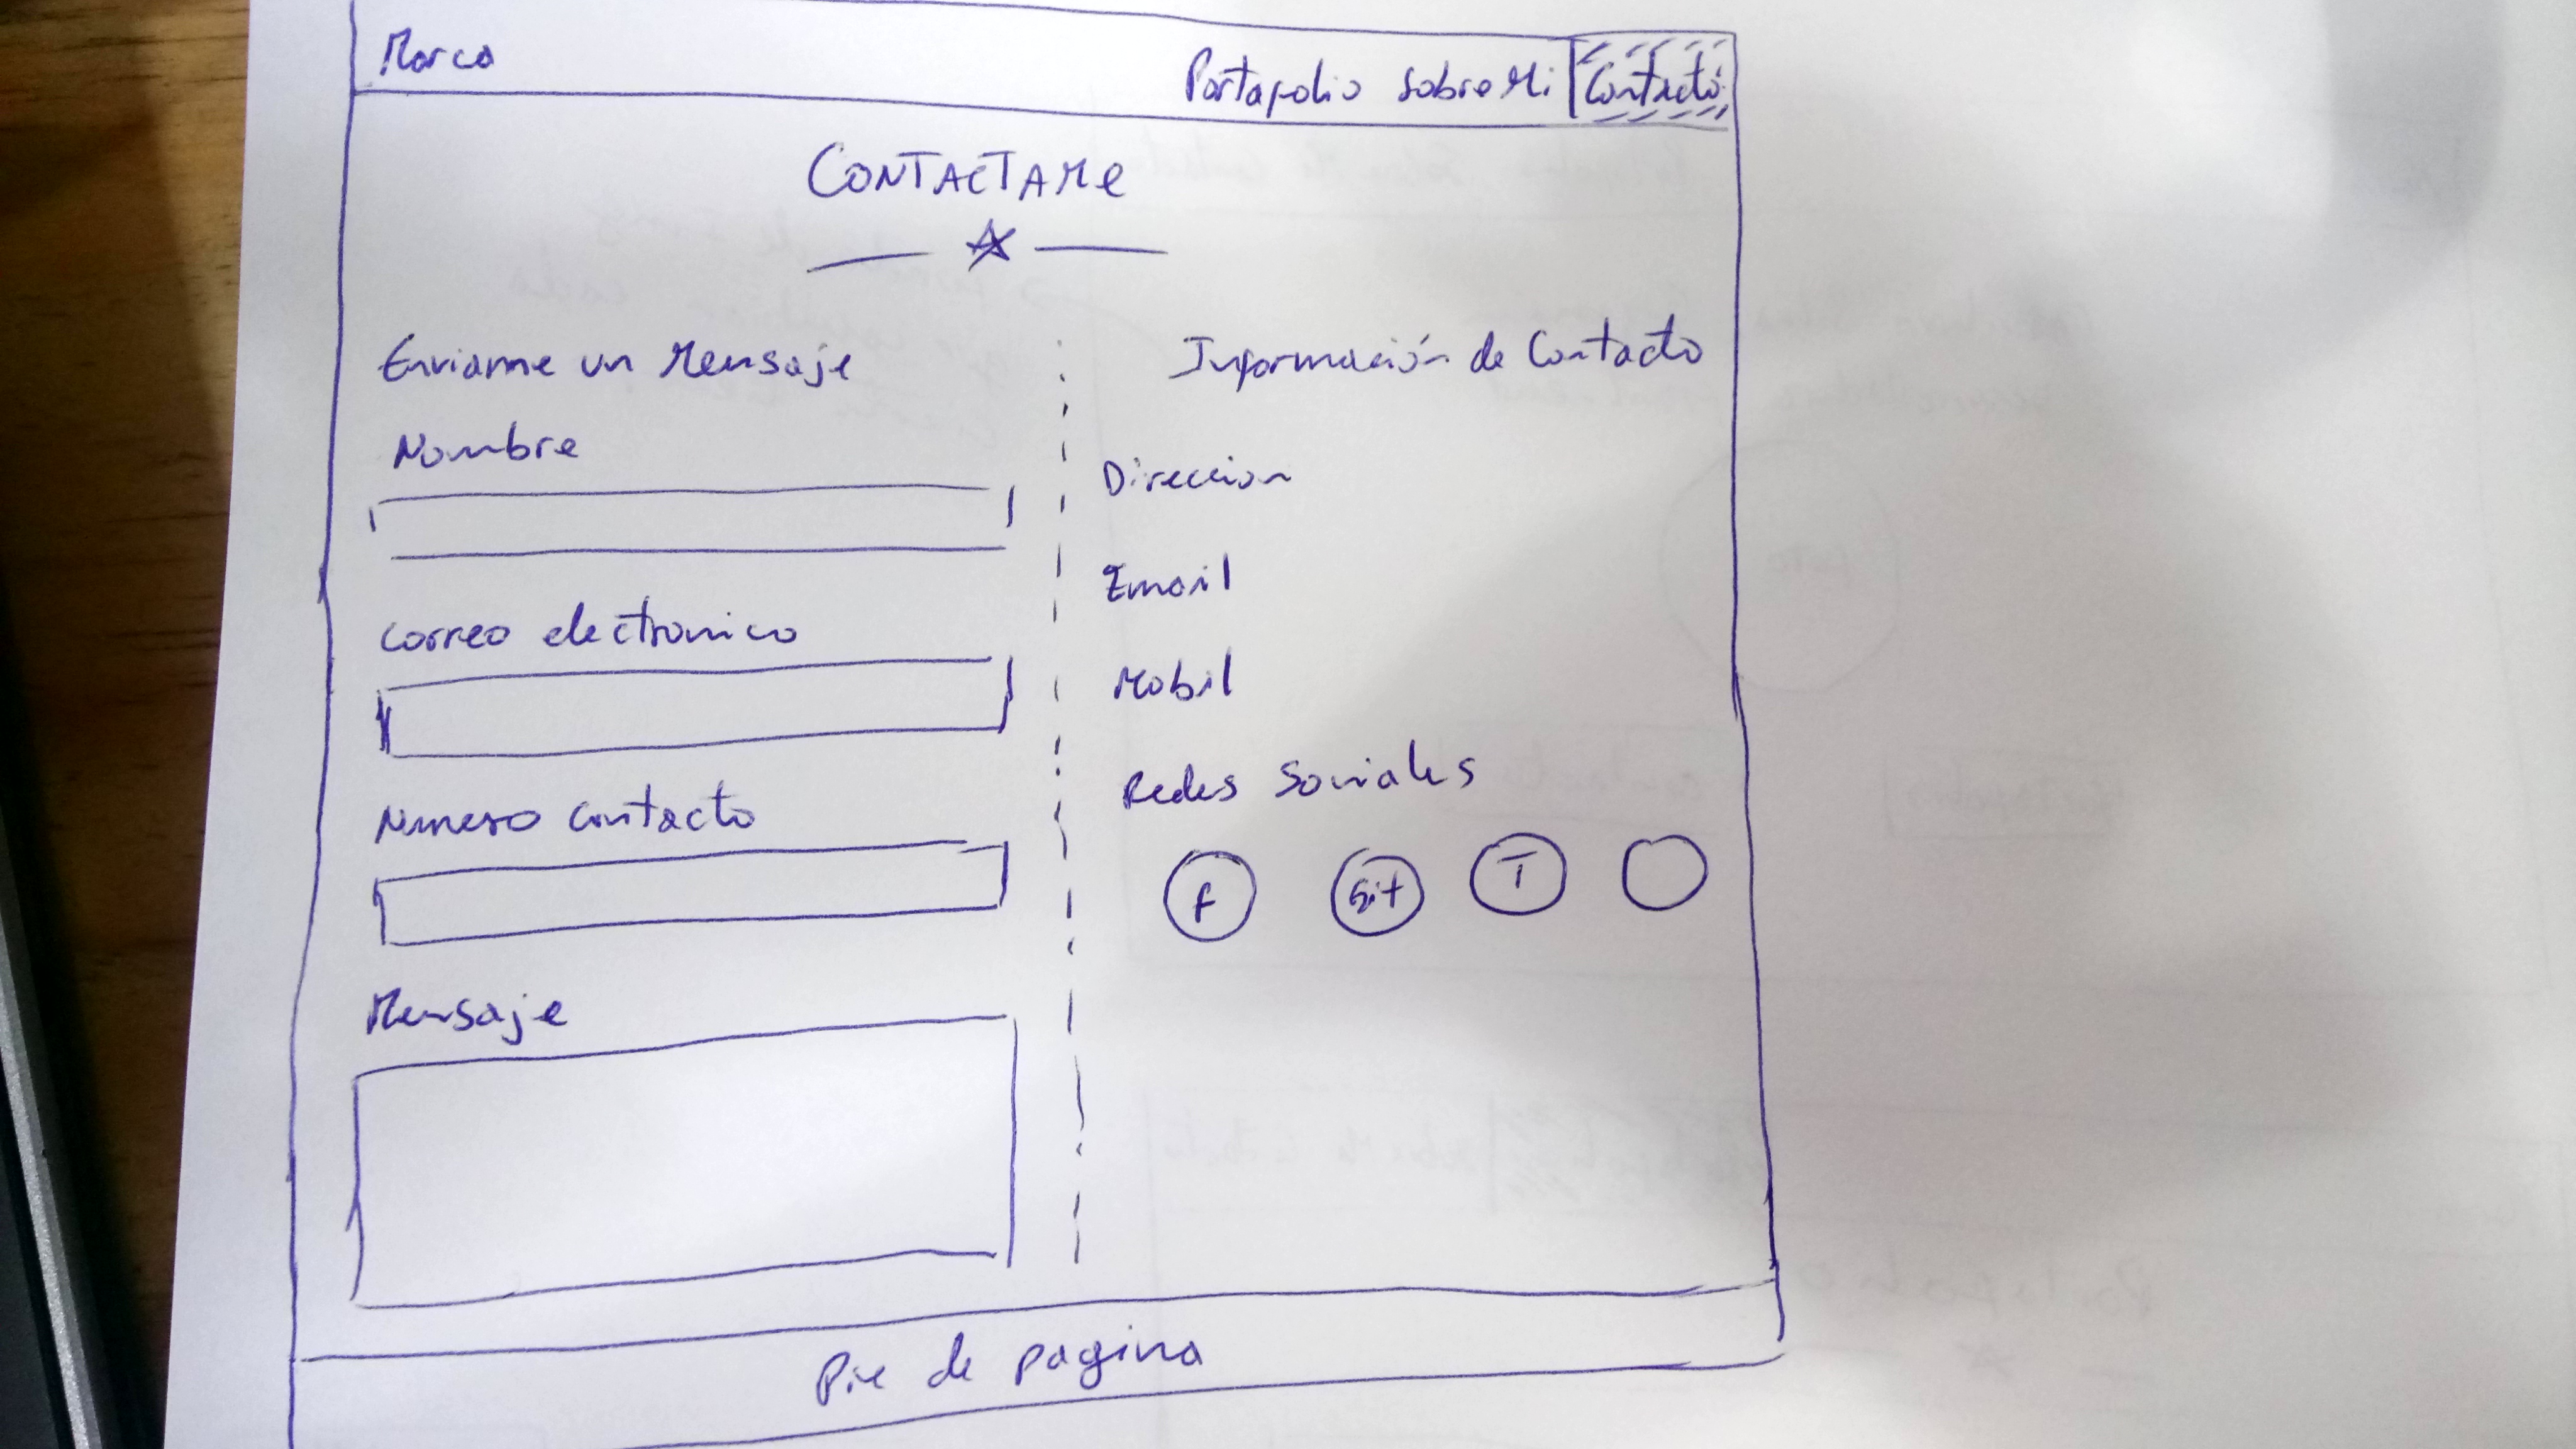 Marca
Portafolio sobre Mi Contacto
CONTACTAME
Enviarme un Mensaje
Nombre
Correo electronico
Numero contacto
Mensaje
Información de Contacto
Direccion
Email
Mobil
Redes Sociales
f Git T
Pie de pagina